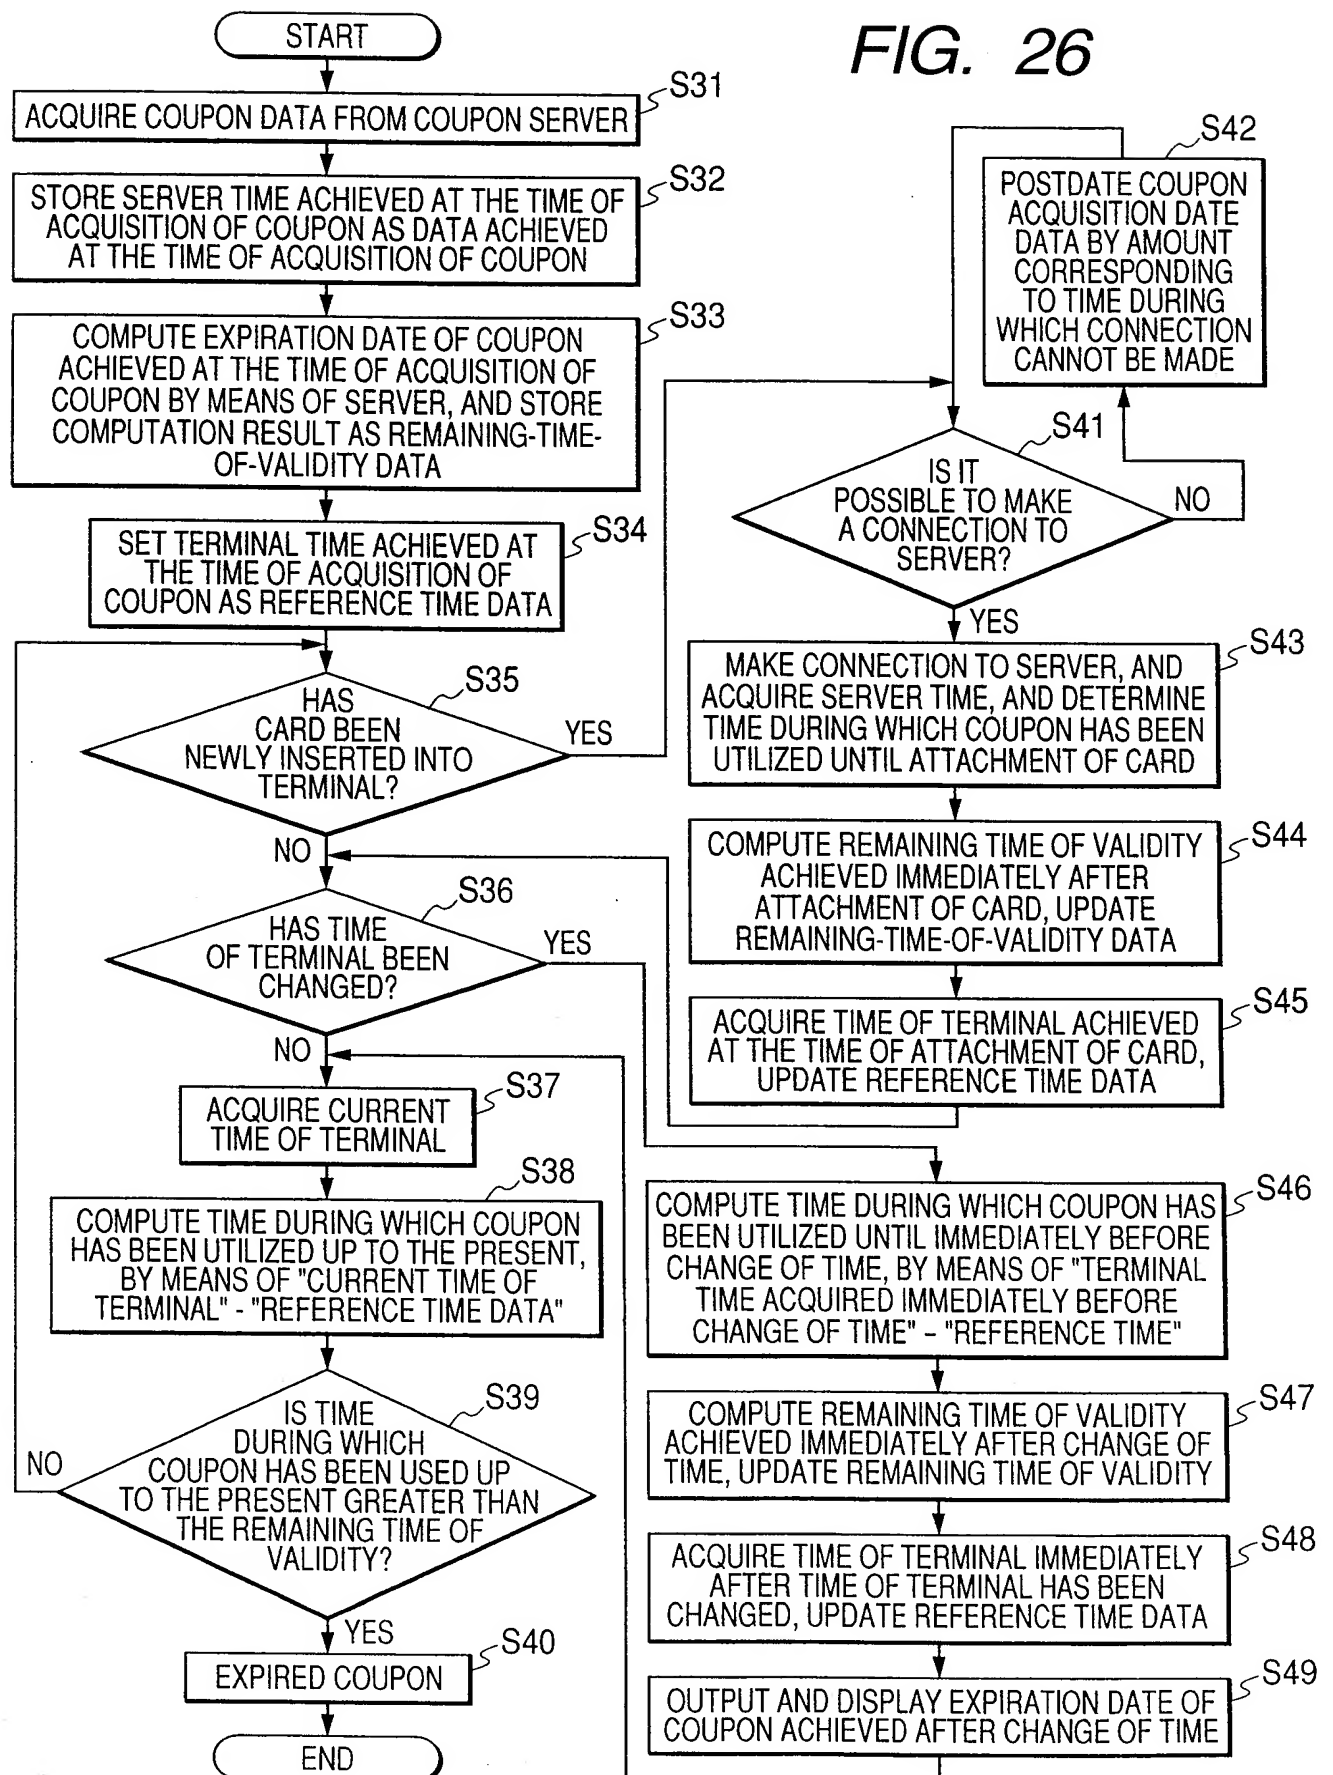 FIG. 26
START
S31
ACQUIRE COUPON DATA FROM COUPON SERVER
S32
STORE SERVER TIME ACHIEVED AT THE TIME OF
ACQUISITION OF COUPON AS DATA ACHIEVED
AT THE TIME OF ACQUISITION OF COUPON
S33
COMPUTE EXPIRATION DATE OF COUPON
ACHIEVED AT THE TIME OF ACQUISITION OF
COUPON BY MEANS OF SERVER, AND STORE
COMPUTATION RESULT AS REMAINING-TIME-
OF-VALIDITY DATA
S34
SET TERMINAL TIME ACHIEVED AT
THE TIME OF ACQUISITION OF
COUPON AS REFERENCE TIME DATA
S35
HAS
CARD BEEN
NEWLY INSERTED INTO
TERMINAL?
YES
NO
S36
HAS TIME
OF TERMINAL BEEN
CHANGED?
YES
NO
S37
ACQUIRE CURRENT
TIME OF TERMINAL
S38
COMPUTE TIME DURING WHICH COUPON
HAS BEEN UTILIZED UP TO THE PRESENT,
BY MEANS OF "CURRENT TIME OF
TERMINAL" - "REFERENCE TIME DATA"
S39
IS TIME
DURING WHICH
COUPON HAS BEEN USED UP
TO THE PRESENT GREATER THAN
THE REMAINING TIME OF
VALIDITY?
NO
YES
S40
EXPIRED COUPON
END
S42
POSTDATE COUPON
ACQUISITION DATE
DATA BY AMOUNT
CORRESPONDING
TO TIME DURING
WHICH CONNECTION
CANNOT BE MADE
S41
IS IT
POSSIBLE TO MAKE
A CONNECTION TO
SERVER?
NO
YES
S43
MAKE CONNECTION TO SERVER, AND
ACQUIRE SERVER TIME, AND DETERMINE
TIME DURING WHICH COUPON HAS BEEN
UTILIZED UNTIL ATTACHMENT OF CARD
S44
COMPUTE REMAINING TIME OF VALIDITY
ACHIEVED IMMEDIATELY AFTER
ATTACHMENT OF CARD, UPDATE
REMAINING-TIME-OF-VALIDITY DATA
S45
ACQUIRE TIME OF TERMINAL ACHIEVED
AT THE TIME OF ATTACHMENT OF CARD,
UPDATE REFERENCE TIME DATA
S46
COMPUTE TIME DURING WHICH COUPON HAS
BEEN UTILIZED UNTIL IMMEDIATELY BEFORE
CHANGE OF TIME, BY MEANS OF "TERMINAL
TIME ACQUIRED IMMEDIATELY BEFORE
CHANGE OF TIME" - "REFERENCE TIME"
S47
COMPUTE REMAINING TIME OF VALIDITY
ACHIEVED IMMEDIATELY AFTER CHANGE OF
TIME, UPDATE REMAINING TIME OF VALIDITY
S48
ACQUIRE TIME OF TERMINAL IMMEDIATELY
AFTER TIME OF TERMINAL HAS BEEN
CHANGED, UPDATE REFERENCE TIME DATA
S49
OUTPUT AND DISPLAY EXPIRATION DATE OF
COUPON ACHIEVED AFTER CHANGE OF TIME